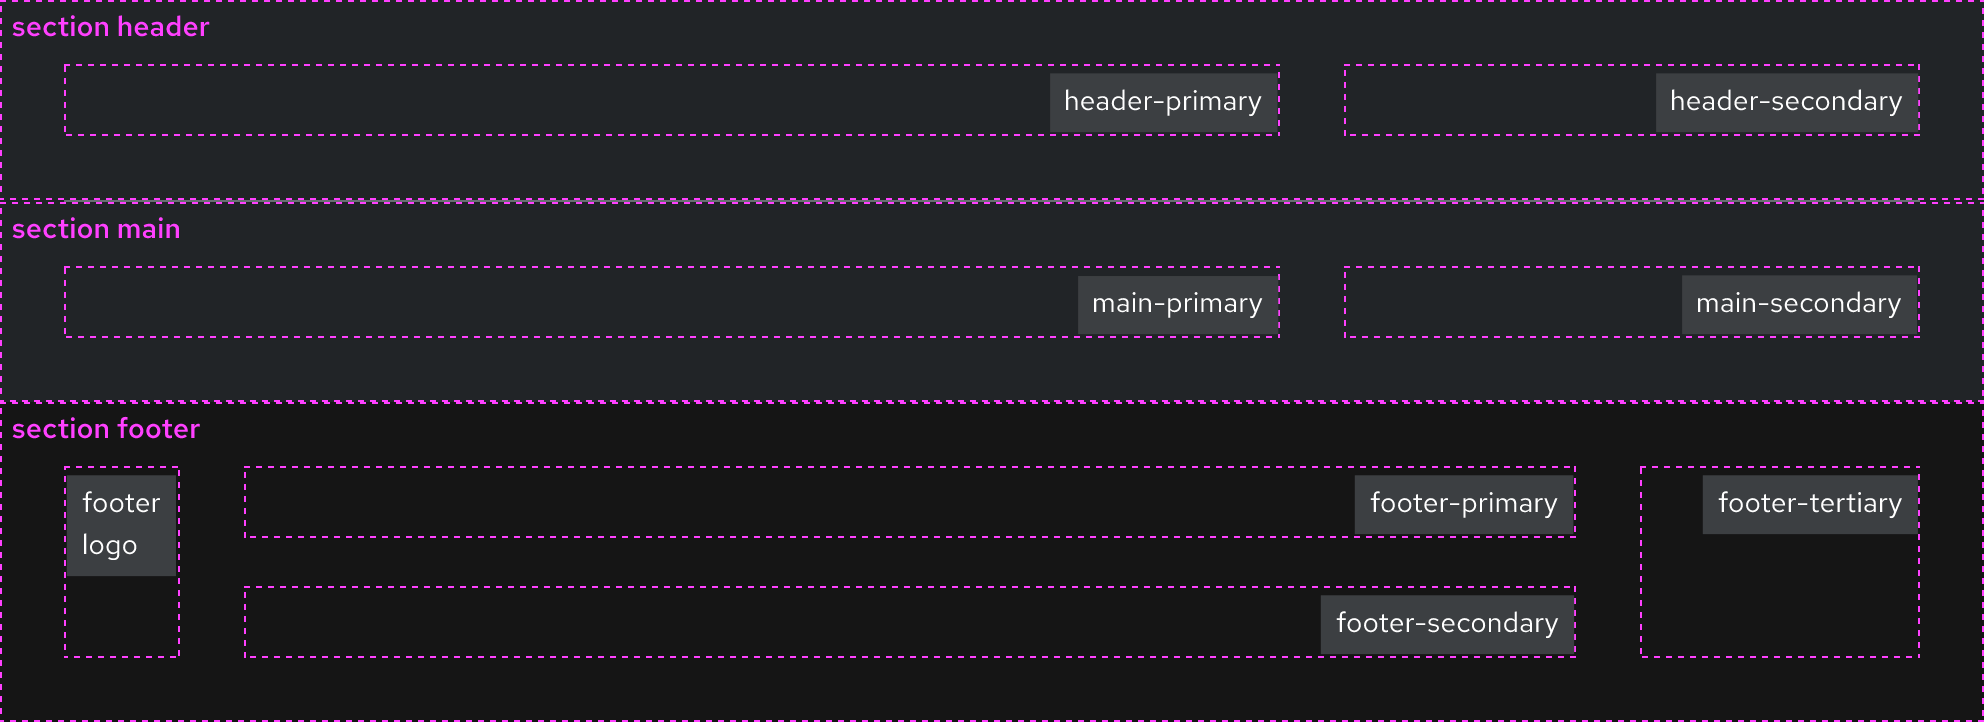 section header
header-primary
header-secondary
section main
main-primary
main-secondary
section footer
footer
logo
footer-primary
footer-tertiary
footer-secondary